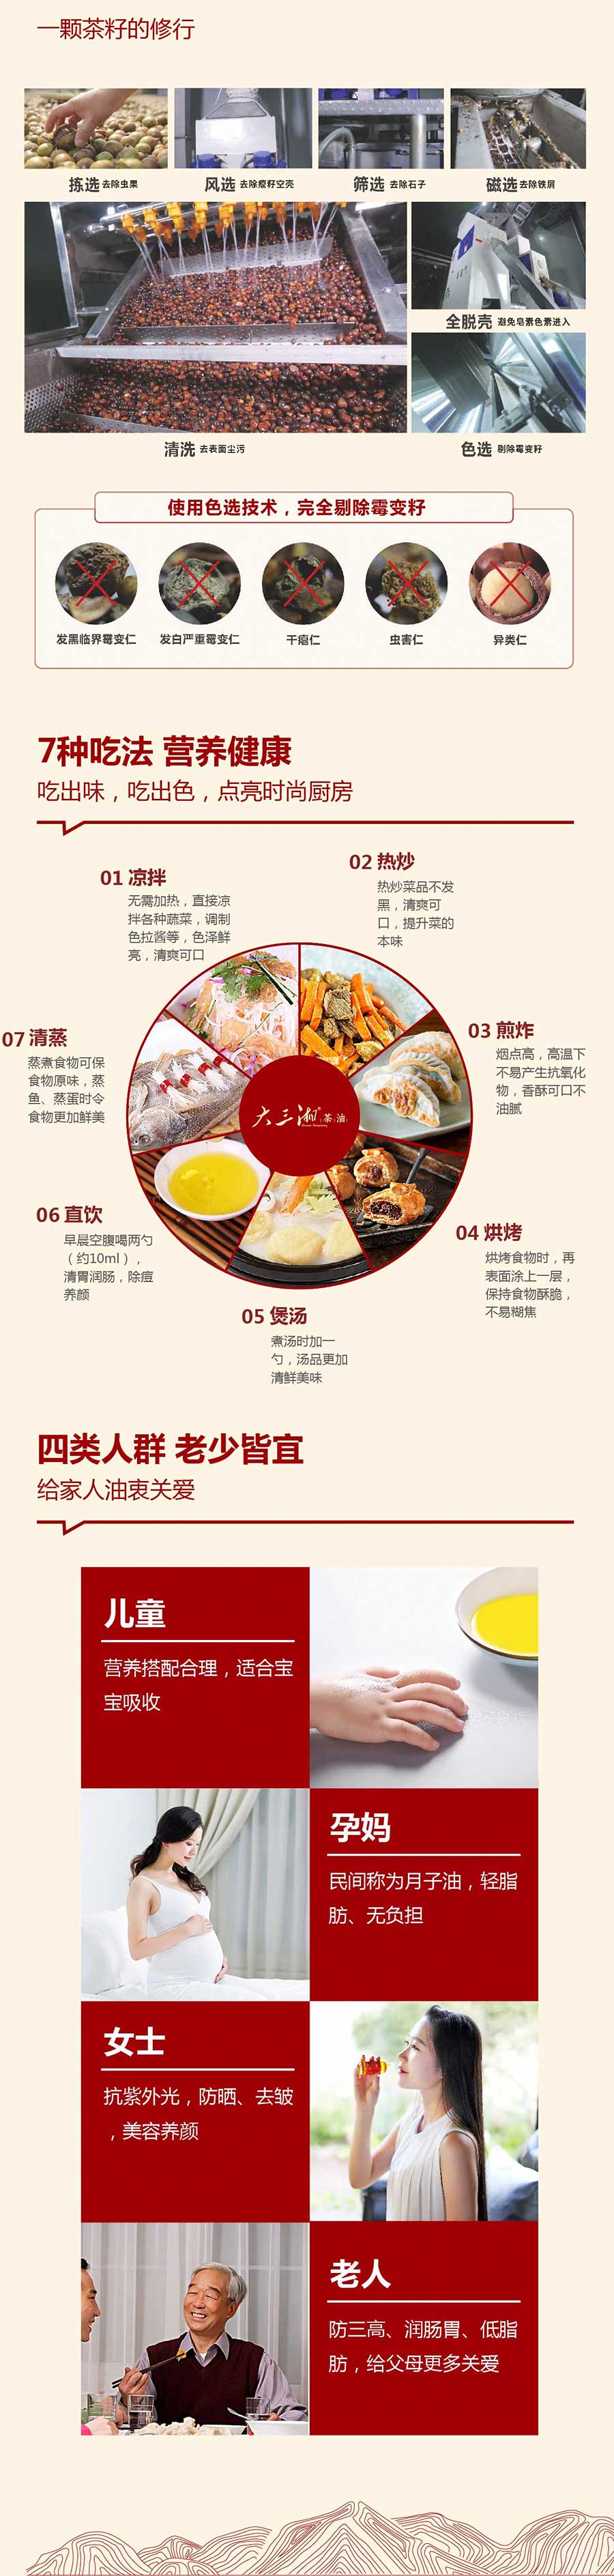 一颗茶籽的修行
拣选 去除虫果
风选 去除瘪籽空壳
筛选 去除石子
磁选 去除铁屑
全脱壳 避免皂素色素进入
清洗 去表面尘污
色选 剔除霉变籽
使用色选技术，完全剔除霉变籽
发黑临界霉变仁
发白严重霉变仁
干瘪仁
虫害仁
异类仁
7种吃法 营养健康
吃出味，吃出色，点亮时尚厨房
01 凉拌
无需加热，直接凉
拌各种蔬菜，调制
色拉酱等，色泽鲜
亮，清爽可口
02 热炒
热炒菜品不发
黑，清爽可
口，提升菜的
本味
03 煎炸
烟点高，高温下
不易产生抗氧化
物，香酥可口不
油腻
04 烘烤
烘烤食物时，再
表面涂上一层，
保持食物酥脆，
不易糊焦
05 煲汤
煮汤时加一
勺，汤品更加
清鲜美味
06 直饮
早晨空腹喝两勺
（约10ml），
清胃润肠，除痘
养颜
07 清蒸
蒸煮食物可保
食物原味，蒸
鱼、蒸蛋时令
食物更加鲜美
大三湘 茶油
四类人群 老少皆宜
给家人油衷关爱
儿童
营养搭配合理，适合宝
宝吸收
孕妈
民间称为月子油，轻脂
肪、无负担
女士
抗紫外光，防晒、去皱
，美容养颜
老人
防三高、润肠胃、低脂
肪，给父母更多关爱